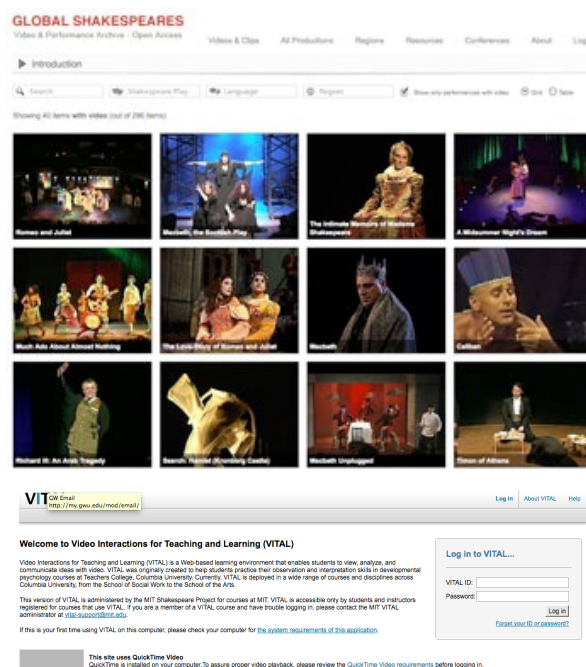 GLOBAL SHAKESPEARES
Video & Performance Archive - Open Access
Videos & Clips All Productions Regions Resources Conferences About Log
Introduction
Search Shakespeare Play Language Region Show only performances with video Grid Table
Showing 40 items with video (out of 296 items)
Romeo and Juliet
Macbeth, the Scottish Play
The Intimate Memoirs of Madame
Shakespeare
A Midsummer Night's Dream
Much Ado About Almost Nothing
The Love Story of Romeo and Juliet
Macbeth
Caliban
Richard III: An Arab Tragedy
Search: Hamlet (Kronborg Castle)
Macbeth Unplugged
Timon of Athens
VIT
GW Email
http://my.gwu.edu/mod/email/
Log in About VITAL Help
Welcome to Video Interactions for Teaching and Learning (VITAL)
Video Interactions for Teaching and Learning (VITAL) is a Web-based learning environment that enables students to view, analyze, and
communicate ideas with video. VITAL was originally created to help students practice their observation and interpretation skills in developmental
psychology courses at Teachers College, Columbia University. Currently, VITAL is deployed in a wide range of courses and disciplines across
Columbia University, from the School of Social Work to the School of the Arts.
This version of VITAL is administered by the MIT Shakespeare Project for courses at MIT. VITAL is accessible only by students and instructors
registered for courses that use VITAL. If you are a member of a VITAL course and have trouble logging in, please contact the MIT VITAL
administrator at vital-support@mit.edu.
If this is your first time using VITAL on this computer, please check your computer for the system requirements of this application.
Log in to VITAL...
VITAL ID:
Password:
Log in
Forget your ID or password?
This site uses QuickTime Video
QuickTime is installed on your computer.To assure proper video playback, please review the QuickTime Video requirements before logging in.